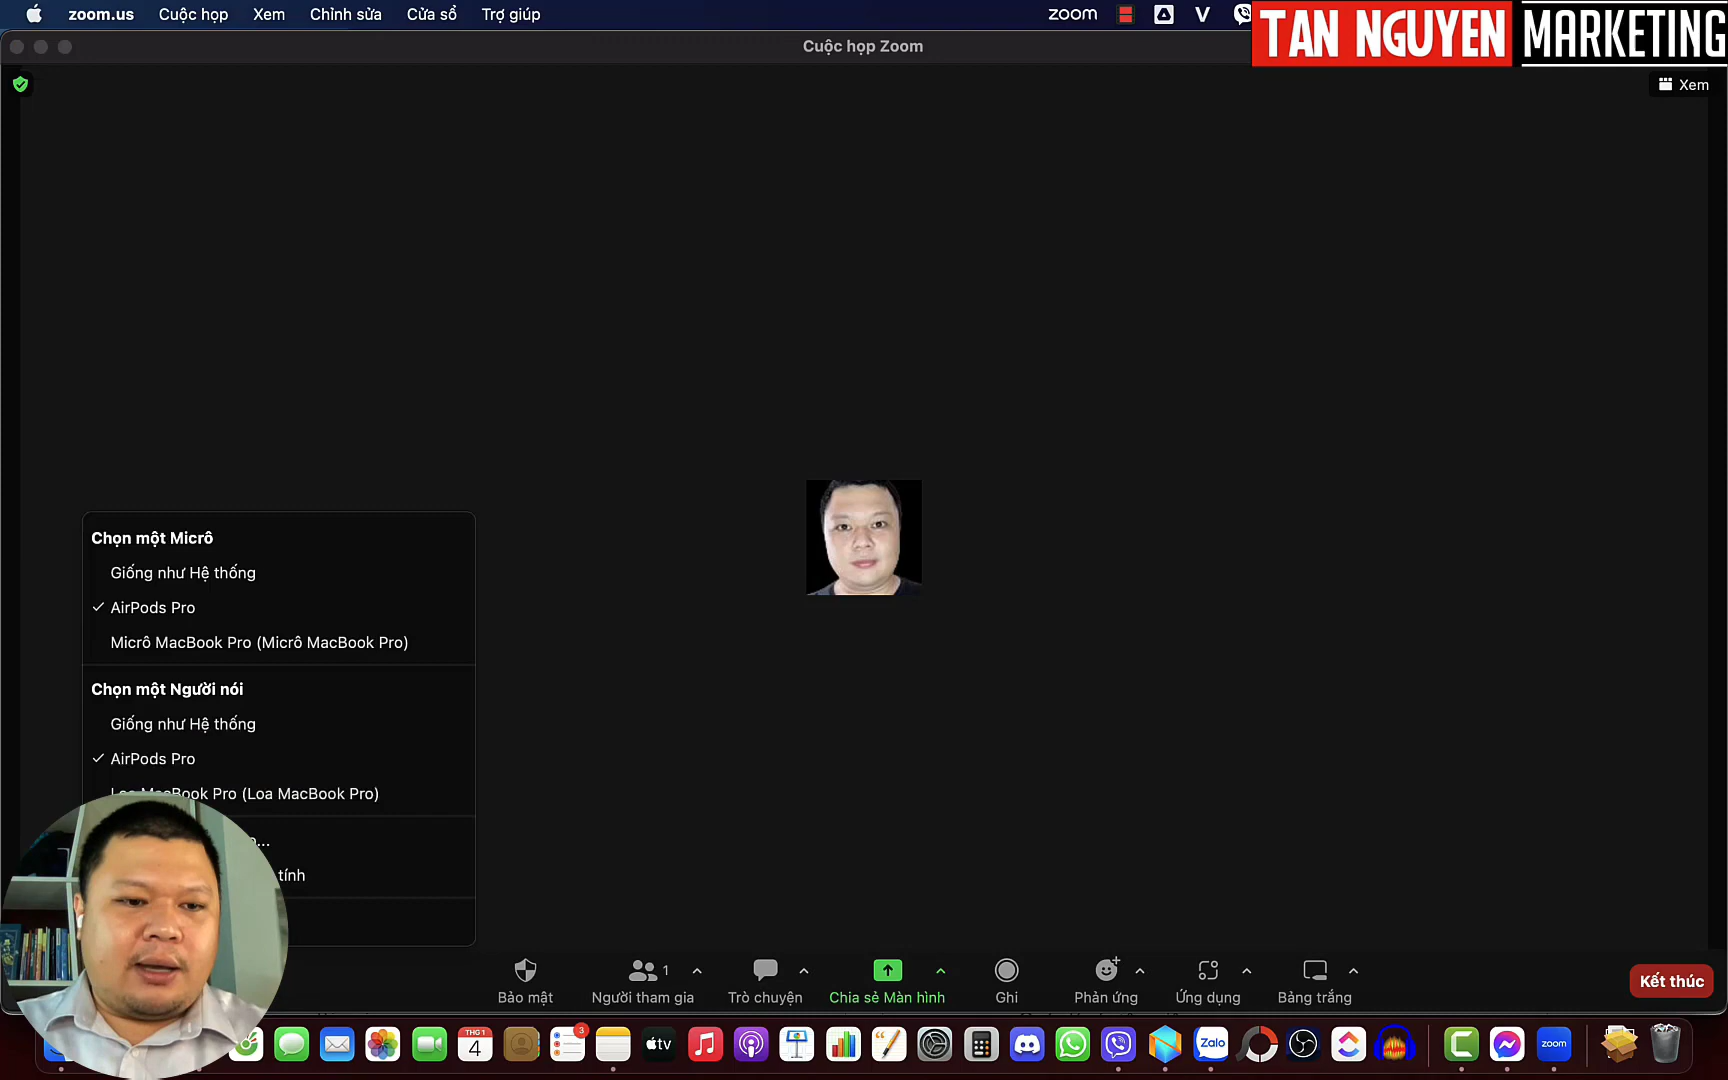 zoom.us Cuộc họp Xem Chỉnh sửa Cửa sổ Trợ giúp zoom V
TAN NGUYEN MARKETING
Cuộc họp Zoom
Xem
Chọn một Micrô
Giống như Hệ thống
AirPods Pro
Micrô MacBook Pro (Micrô MacBook Pro)
Chọn một Người nói
Giống như Hệ thống
AirPods Pro
MacBook Pro (Loa MacBook Pro)
tính
1
Bảo mật Người tham gia Trò chuyện Chia sẻ Màn hình Ghi Phản ứng Ứng dụng Bảng trắng
Kết thúc
THG 1
4
3
tv
Zalo
zoom